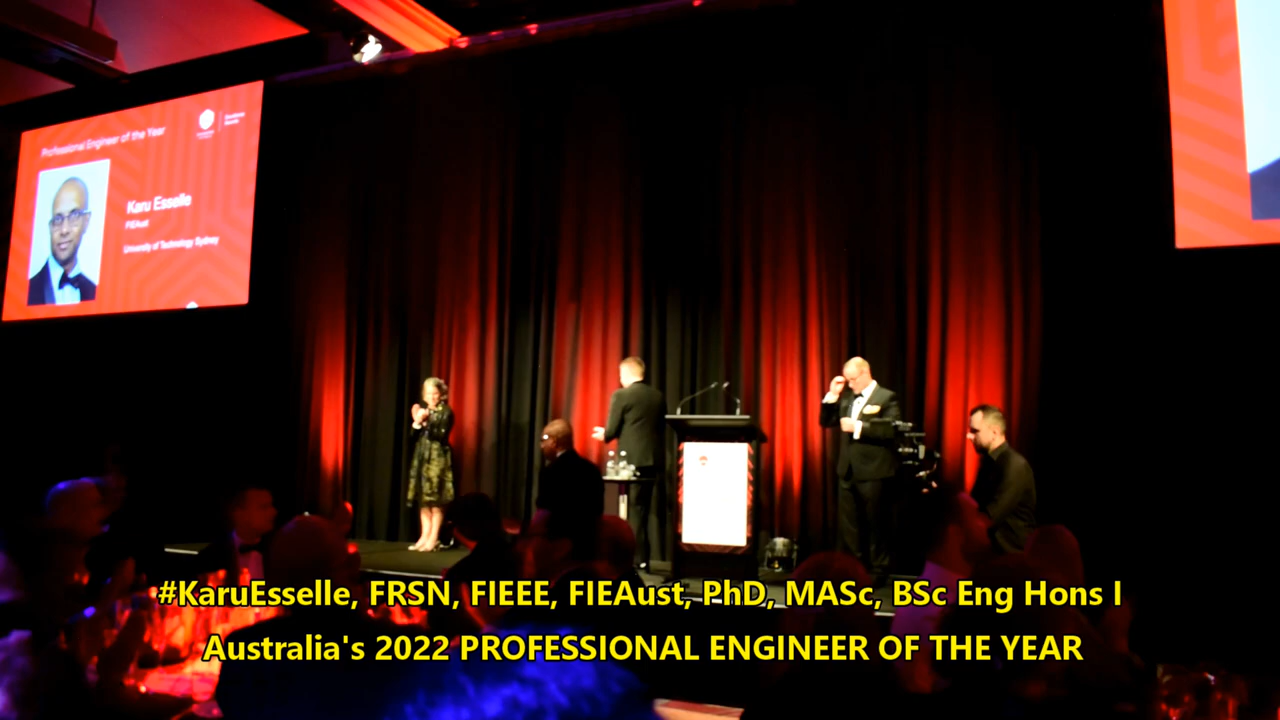 Professional Engineer of the Year
Karu Esselle
FIEAust
University of Technology Sydney
#KaruEsselle, FRSN, FIEEE, FIEAust, PhD, MASc, BSc Eng Hons I
Australia's 2022 PROFESSIONAL ENGINEER OF THE YEAR